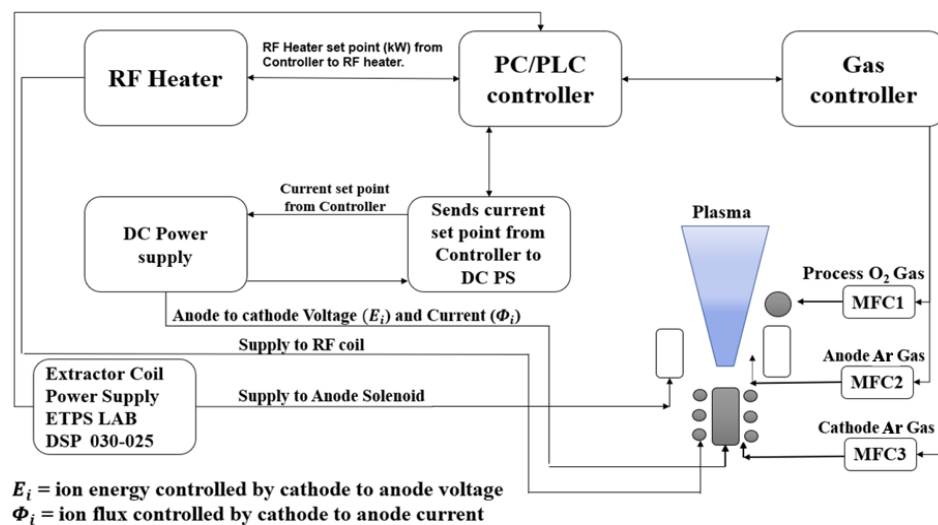 RF Heater
RF Heater set point (kW) from
Controller to RF heater.
PC/PLC
controller
Gas
controller
Current set point
from Controller
DC Power
supply
Sends current
set point from
Controller to
DC PS
Plasma
Process O₂ Gas
MFC1
Anode to cathode Voltage (𝐸ᵢ) and Current (𝛷ᵢ)
Supply to RF coil
Anode Ar Gas
MFC2
Extractor Coil
Power Supply
ETPS LAB
DSP 030-025
Supply to Anode Solenoid
Cathode Ar Gas
MFC3
𝐸ᵢ = ion energy controlled by cathode to anode voltage
𝛷ᵢ = ion flux controlled by cathode to anode current